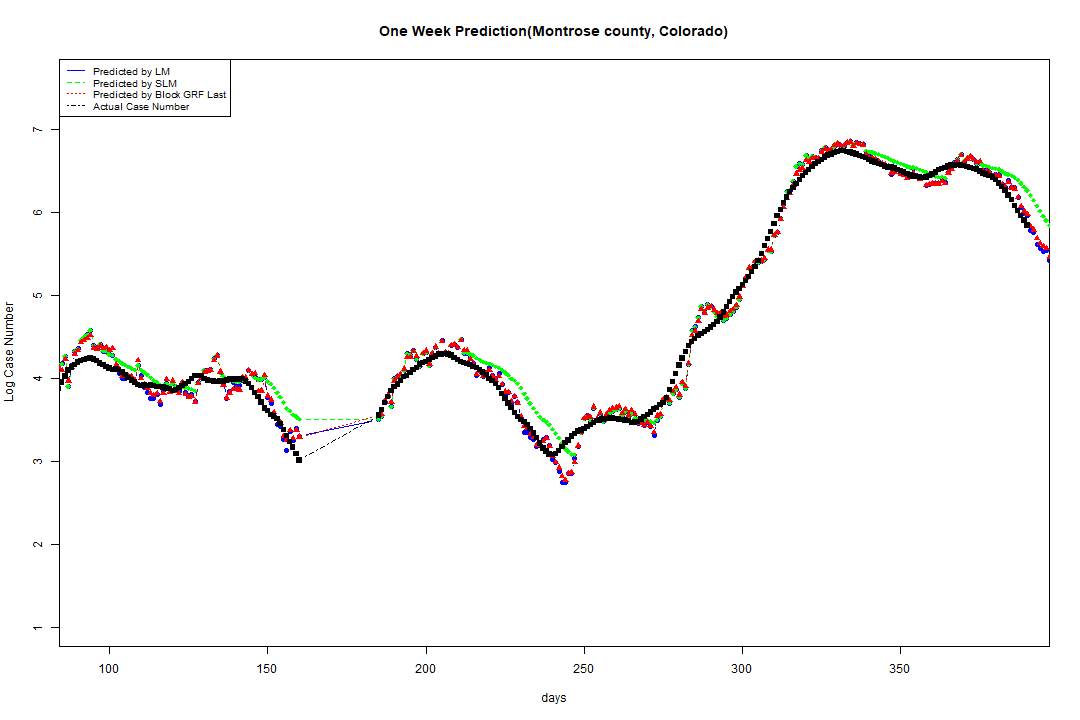 One Week Prediction(Montrose county, Colorado)
Predicted by LM
Predicted by SLM
Predicted by Block GRF Last
Actual Case Number
7
6
5
4
3
2
1
Log Case Number
100 150 200 250 300 350
days